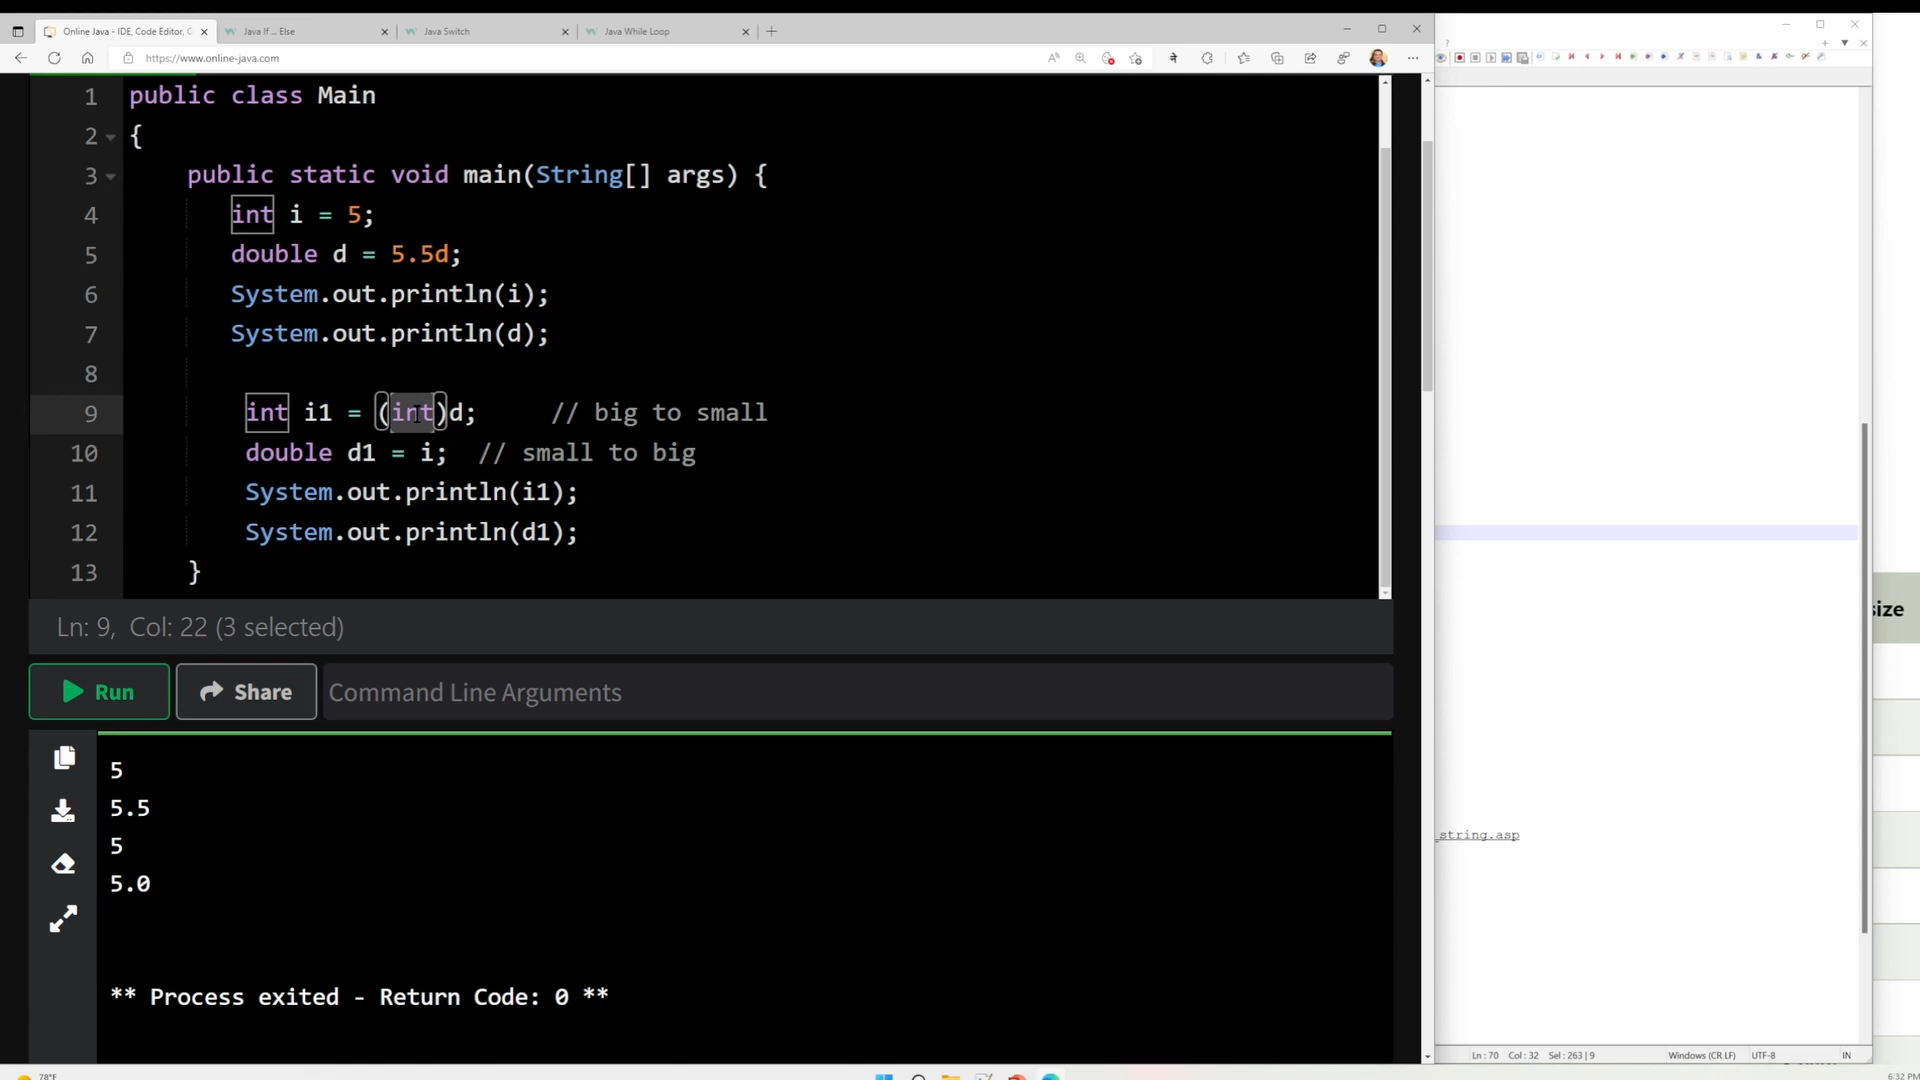 Online Java - IDE, Code Editor, C
Java If ... Else
Java Switch
Java While Loop
https://www.online-java.com
1 public class Main
2 {
3 public static void main(String[] args) {
4 int i = 5;
5 double d = 5.5d;
6 System.out.println(i);
7 System.out.println(d);
8
9 int i1 = (int)d; // big to small
10 double d1 = i; // small to big
11 System.out.println(i1);
12 System.out.println(d1);
13 }
Ln: 9, Col: 22 (3 selected)
Run
Share
Command Line Arguments
5
5.5
5
5.0
** Process exited - Return Code: 0 **
?
size
_string.asp
Ln : 70 Col : 32 Sel : 263 | 9
Windows (CR LF)
UTF-8
IN
78°F
6:32 PM